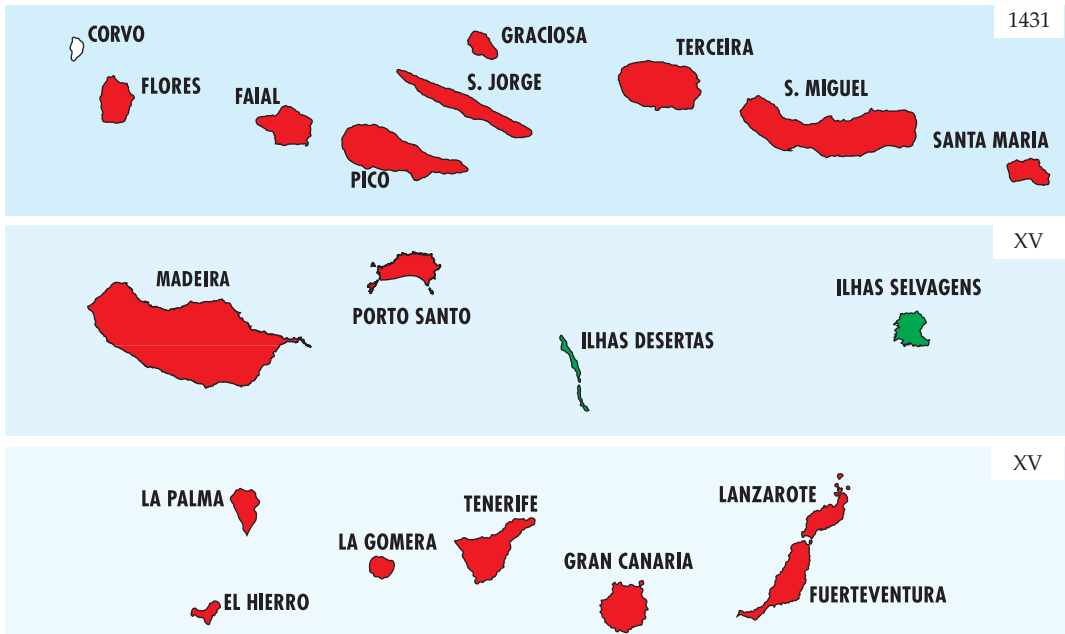 1431
CORVO
FLORES
FAIAL
PICO
GRACIOSA
S. JORGE
TERCEIRA
S. MIGUEL
SANTA MARIA
XV
MADEIRA
PORTO SANTO
ILHAS DESERTAS
ILHAS SELVAGENS
XV
LA PALMA
EL HIERRO
LA GOMERA
TENERIFE
GRAN CANARIA
LANZAROTE
FUERTEVENTURA